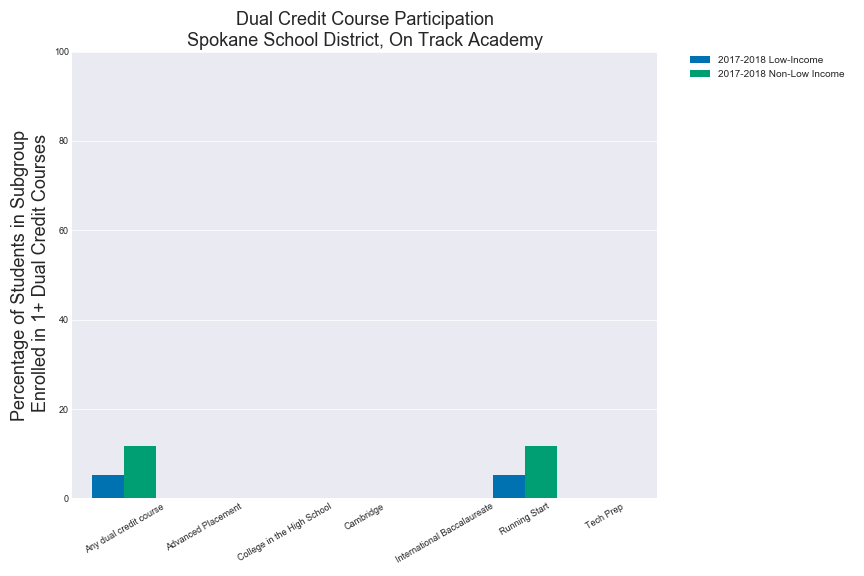 Dual Credit Course Participation
Spokane School District, On Track Academy
2017-2018 Low-Income
2017-2018 Non-Low Income
Percentage of Students in Subgroup
Enrolled in 1+ Dual Credit Courses
100
80
60
40
20
0
Any dual credit course
Advanced Placement
College in the High School
Cambridge
International Baccalaureate
Running Start
Tech Prep